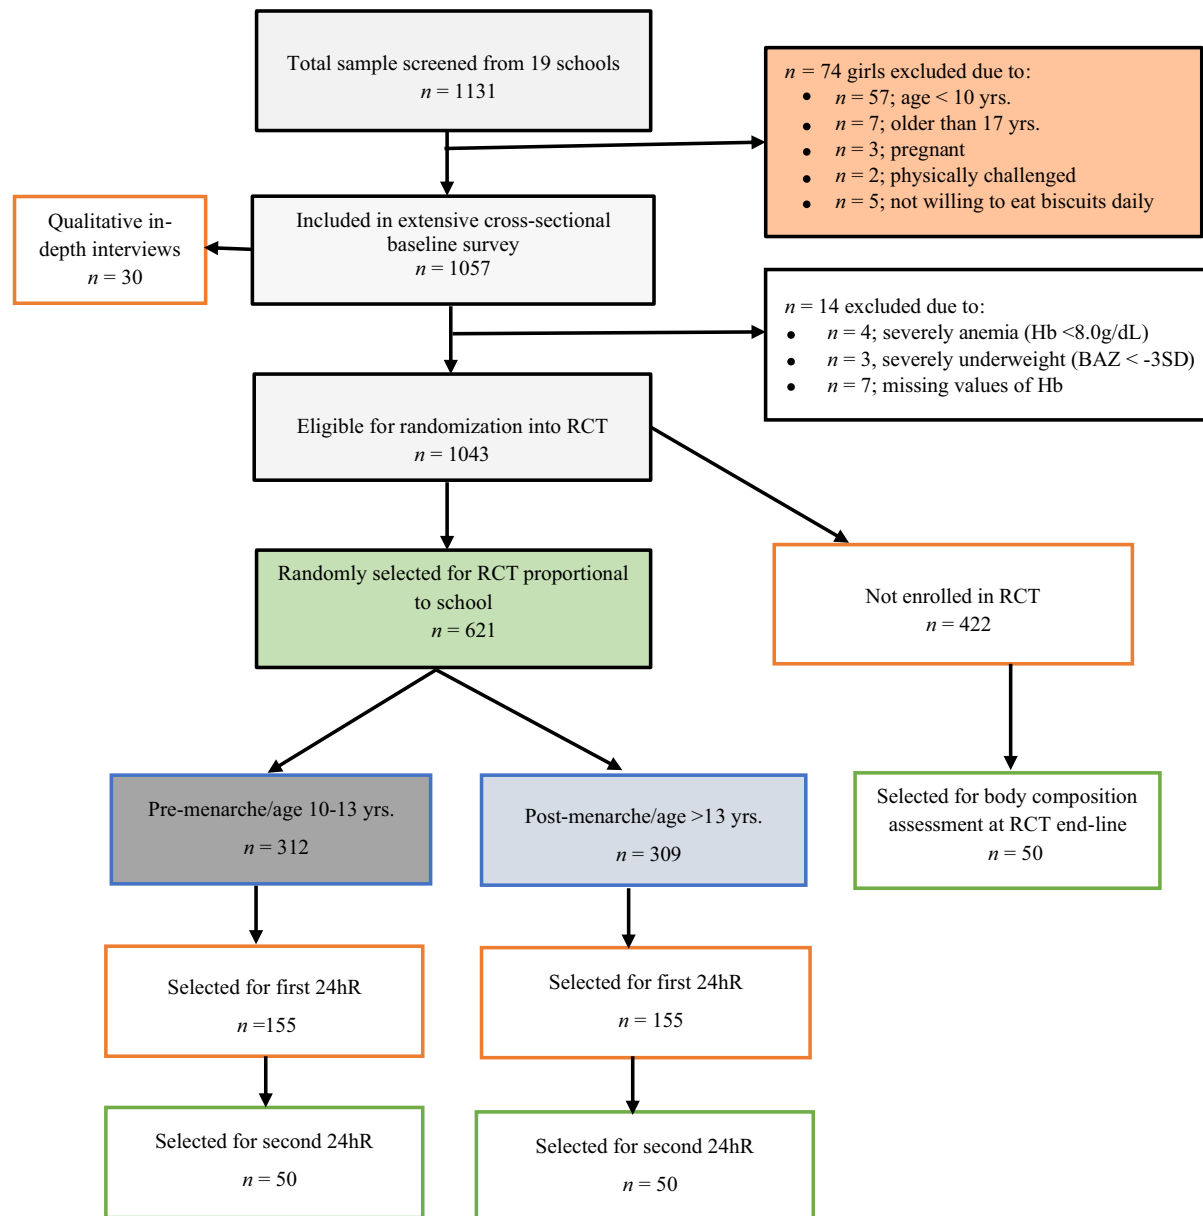 Total sample screened from 19 schools
n = 1131
n = 74 girls excluded due to:
• n = 57; age < 10 yrs.
• n = 7; older than 17 yrs.
• n = 3; pregnant
• n = 2; physically challenged
• n = 5; not willing to eat biscuits daily
Qualitative in-
depth interviews
n = 30
Included in extensive cross-sectional
baseline survey
n = 1057
n = 14 excluded due to:
• n = 4; severely anemia (Hb <8.0g/dL)
• n = 3, severely underweight (BAZ < -3SD)
• n = 7; missing values of Hb
Eligible for randomization into RCT
n = 1043
Randomly selected for RCT proportional
to school
n = 621
Not enrolled in RCT
n = 422
Pre-menarche/age 10-13 yrs.
n = 312
Post-menarche/age >13 yrs.
n = 309
Selected for body composition
assessment at RCT end-line
n = 50
Selected for first 24hR
n =155
Selected for first 24hR
n = 155
Selected for second 24hR
n = 50
Selected for second 24hR
n = 50